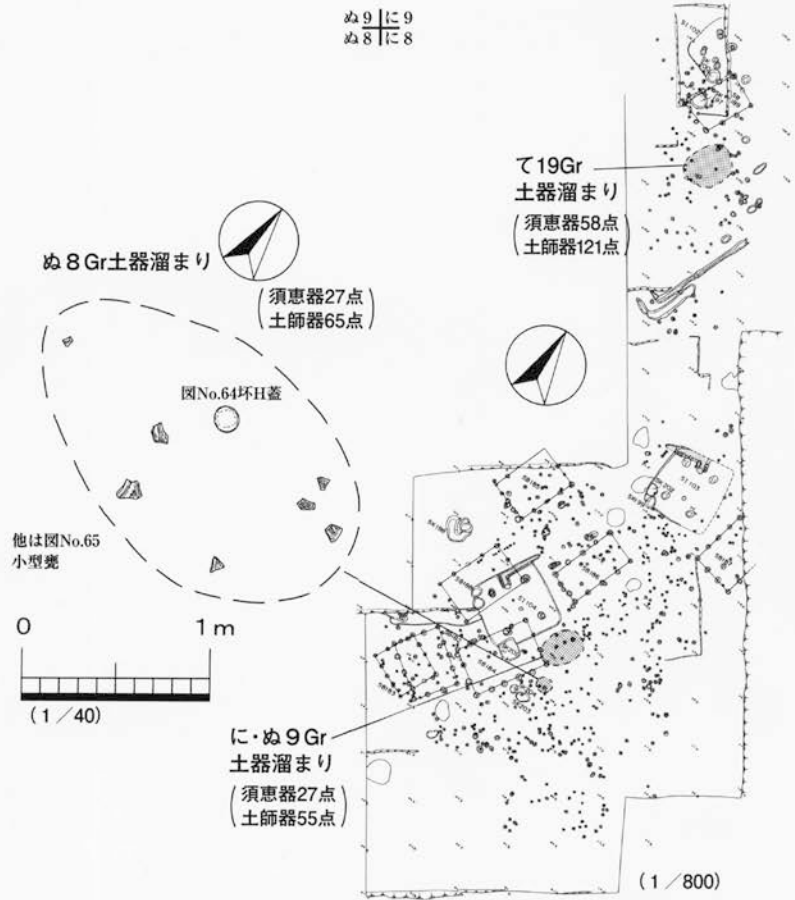 ぬ9 に9
ぬ8 に8
て19Gr
土器溜まり
(須恵器58点
土師器121点)
ぬ8Gr土器溜まり
(須恵器27点
土師器65点)
図No.64坏H蓋
他は図No.65
小型甕
0 1m
(1/40)
に・ぬ9Gr
土器溜まり
(須恵器27点
土師器55点)
SI102
SI103
SI104
(1/800)